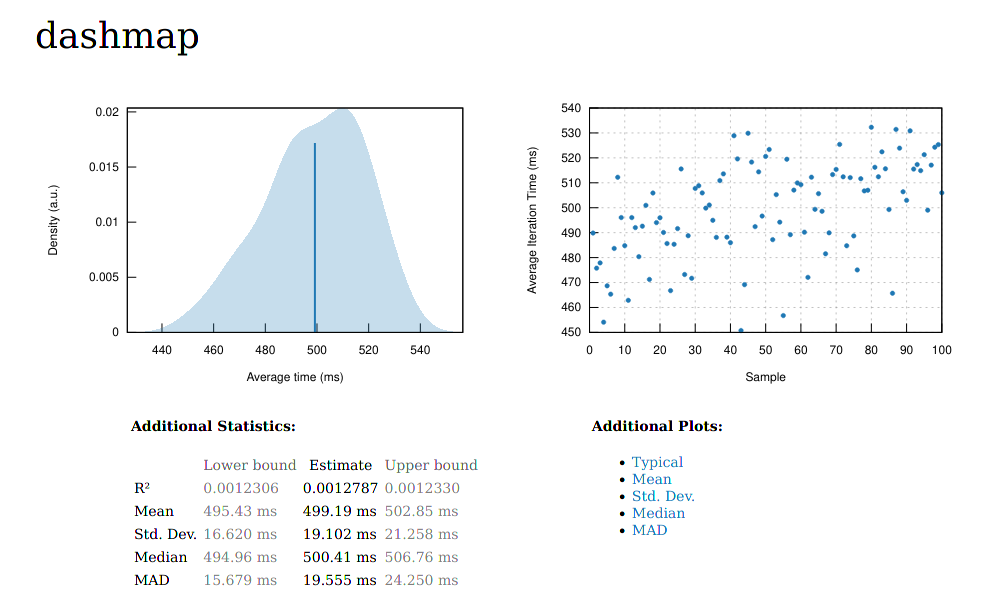 dashmap
0.02
0.015
0.01
0.005
0
Density (a.u.)
440 460 480 500 520 540
Average time (ms)
540
530
520
510
500
490
480
470
460
450
Average Iteration Time (ms)
0 10 20 30 40 50 60 70 80 90 100
Sample
Additional Statistics:
Lower bound Estimate Upper bound
R² 0.0012306 0.0012787 0.0012330
Mean 495.43 ms 499.19 ms 502.85 ms
Std. Dev. 16.620 ms 19.102 ms 21.258 ms
Median 494.96 ms 500.41 ms 506.76 ms
MAD 15.679 ms 19.555 ms 24.250 ms
Additional Plots:
Typical
Mean
Std. Dev.
Median
MAD